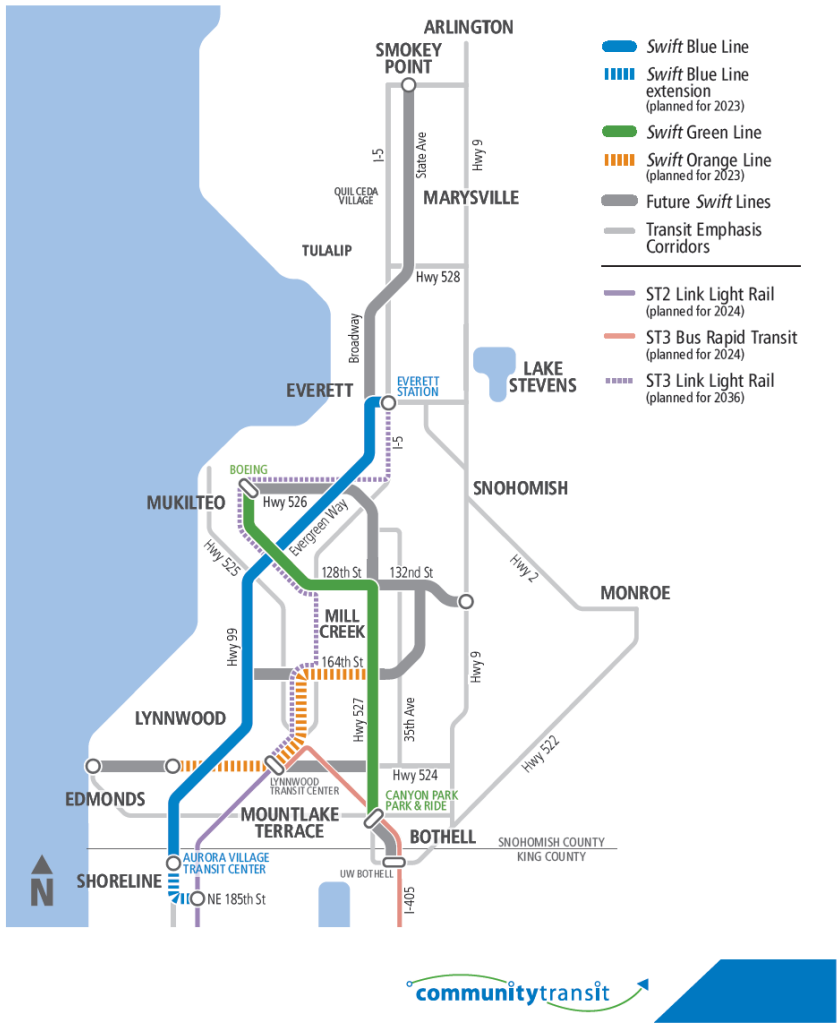 ARLINGTON
SMOKEY
POINT
I-5
State Ave
Hwy 9
QUIL CEDA
VILLAGE
MARYSVILLE
TULALIP
Hwy 528
Broadway
EVERETT
EVERETT
STATION
LAKE
STEVENS
I-5
BOEING
MUKILTEO
Hwy 526
SNOHOMISH
Evergreen Way
Hwy 525
128th St
132nd St
Hwy 2
MONROE
MILL
CREEK
Hwy 99
164th St
Hwy 9
LYNNWOOD
Hwy 527
35th Ave
Hwy 522
LYNNWOOD
TRANSIT CENTER
Hwy 524
EDMONDS
CANYON PARK
PARK & RIDE
MOUNTLAKE
TERRACE
BOTHELL
SNOHOMISH COUNTY
KING COUNTY
AURORA VILLAGE
TRANSIT CENTER
UW BOTHELL
SHORELINE
NE 185th St
I-405
N
Swift Blue Line
Swift Blue Line
extension
(planned for 2023)
Swift Green Line
Swift Orange Line
(planned for 2023)
Future Swift Lines
Transit Emphasis
Corridors
ST2 Link Light Rail
(planned for 2024)
ST3 Bus Rapid Transit
(planned for 2024)
ST3 Link Light Rail
(planned for 2036)
communitytransit